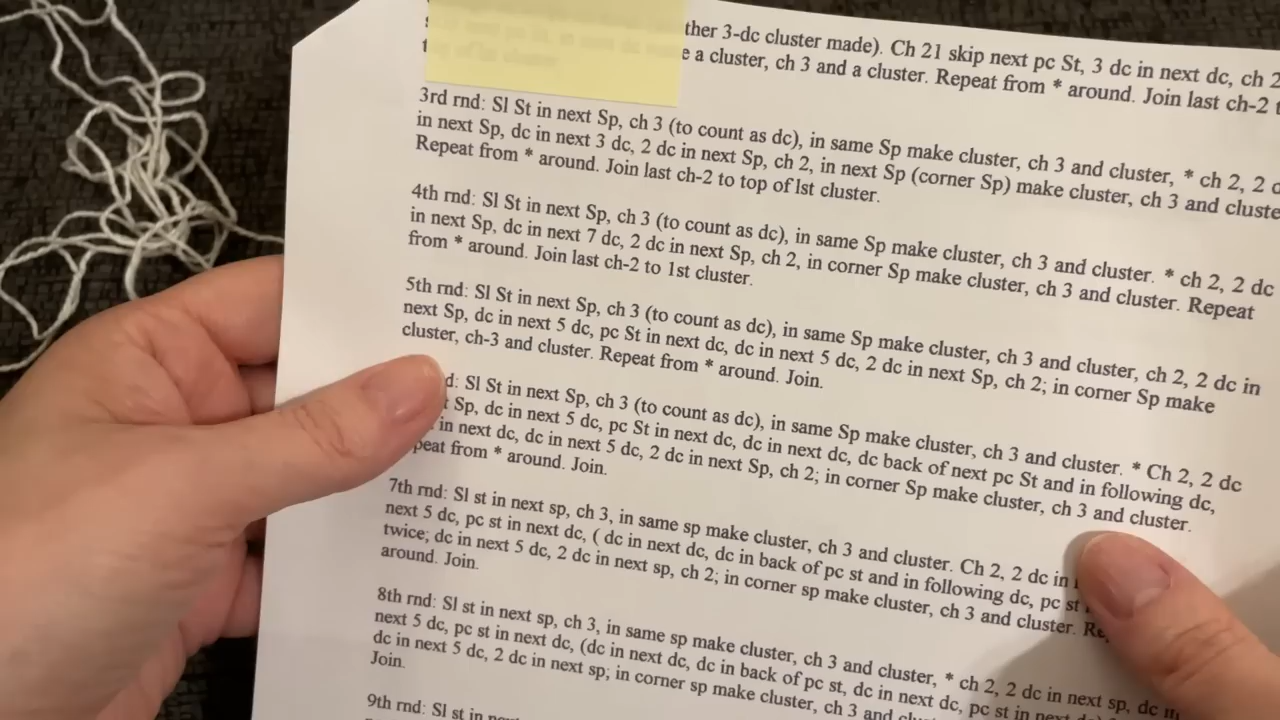 ther 3-dc cluster made). Ch 21 skip next pc St, 3 dc in next dc, ch 2
e a cluster, ch 3 and a cluster. Repeat from * around. Join last ch-2 t
3rd rnd: Sl St in next Sp, ch 3 (to count as dc), in same Sp make cluster, ch 3 and cluster, * ch 2, 2 d
in next Sp, dc in next 3 dc, 2 dc in next Sp, ch 2, in next Sp (corner Sp) make cluster, ch 3 and cluste
Repeat from * around. Join last ch-2 to top of lst cluster.
4th rnd: Sl St in next Sp, ch 3 (to count as dc), in same Sp make cluster, ch 3 and cluster. * ch 2, 2 dc
in next Sp, dc in next 7 dc, 2 dc in next Sp, ch 2, in corner Sp make cluster, ch 3 and cluster. Repeat
from * around. Join last ch-2 to 1st cluster.
5th rnd: Sl St in next Sp, ch 3 (to count as dc), in same Sp make cluster, ch 3 and cluster, ch 2, 2 dc in
next Sp, dc in next 5 dc, pc St in next dc, dc in next 5 dc, 2 dc in next Sp, ch 2; in corner Sp make
cluster, ch-3 and cluster. Repeat from * around. Join.
d: Sl St in next Sp, ch 3 (to count as dc), in same Sp make cluster, ch 3 and cluster. * Ch 2, 2 dc
t Sp, dc in next 5 dc, pc St in next dc, dc in next dc, dc back of next pc St and in following dc,
in next dc, dc in next 5 dc, 2 dc in next Sp, ch 2; in corner Sp make cluster, ch 3 and cluster.
peat from * around. Join.
7th rnd: Sl st in next sp, ch 3, in same sp make cluster, ch 3 and cluster. Ch 2, 2 dc in
next 5 dc, pc st in next dc, ( dc in next dc, dc in back of pc st and in following dc, pc st
twice; dc in next 5 dc, 2 dc in next sp, ch 2; in corner sp make cluster, ch 3 and cluster. Re
around. Join.
8th rnd: Sl st in next sp, ch 3, in same sp make cluster, ch 3 and cluster, * ch 2, 2 dc in next sp, dc in
next 5 dc, pc st in next dc, (dc in next dc, dc in back of pc st, dc in next dc, pc st in next dc)
dc in next 5 dc, 2 dc in next sp; in corner sp make cluster, ch 3 and clu
Join.
9th rnd: Sl st in next